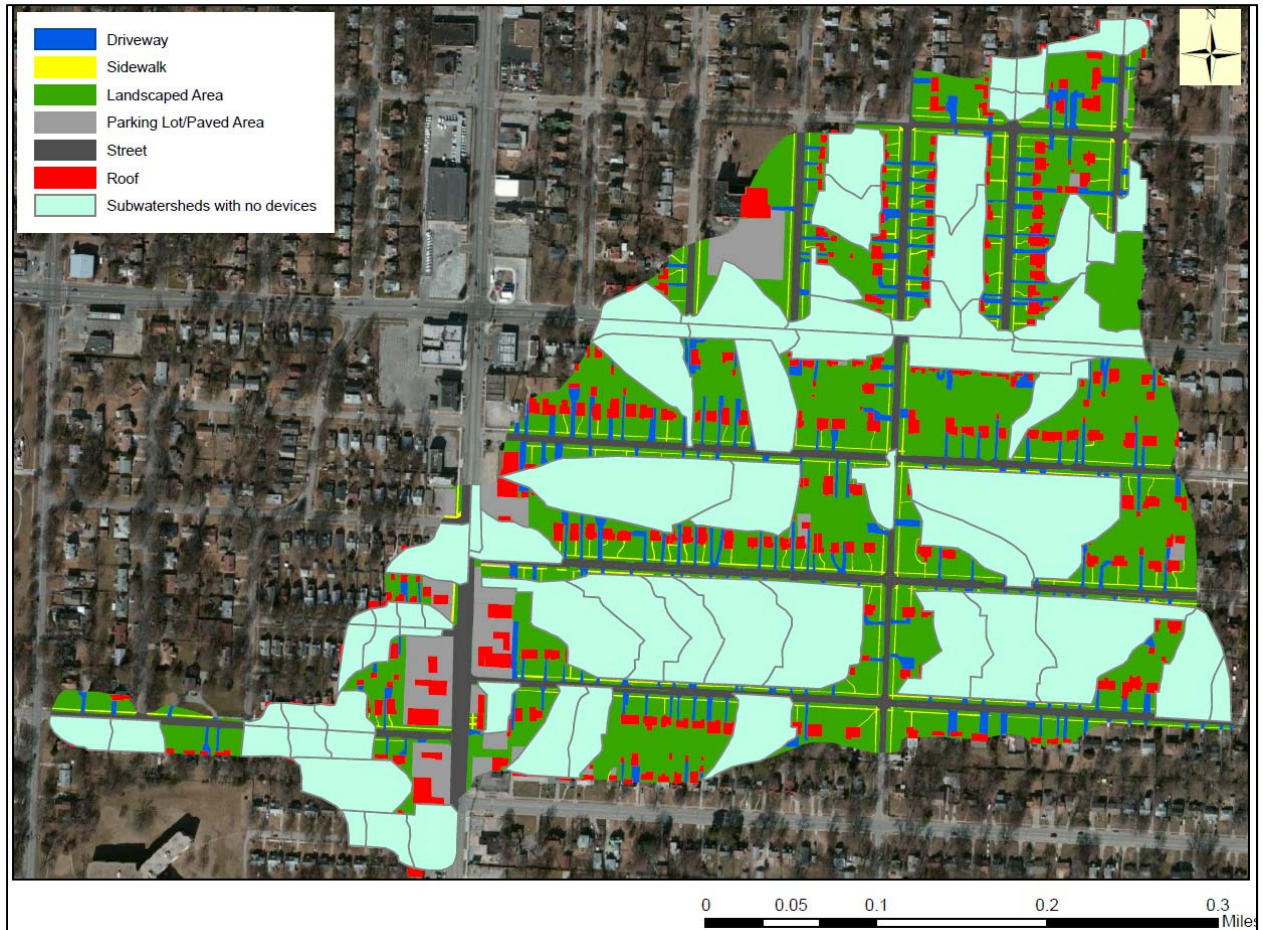 Driveway
Sidewalk
Landscaped Area
Parking Lot/Paved Area
Street
Roof
Subwatersheds with no devices
N
0 0.05 0.1 0.2 0.3
Miles